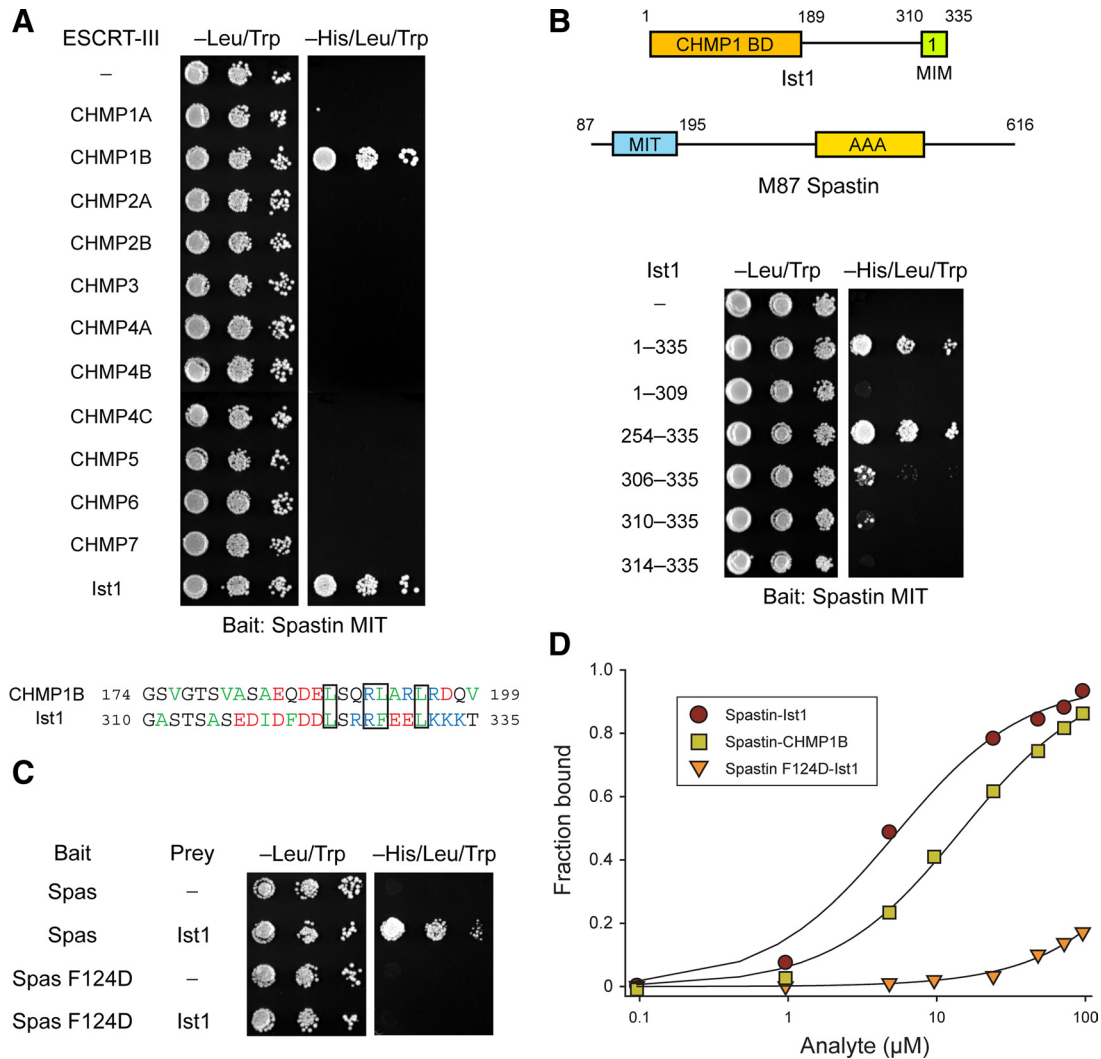 A
ESCRT-III –Leu/Trp –His/Leu/Trp
–
CHMP1A
CHMP1B
CHMP2A
CHMP2B
CHMP3
CHMP4A
CHMP4B
CHMP4C
CHMP5
CHMP6
CHMP7
Ist1
Bait: Spastin MIT
CHMP1B 174 GSVGTSVASAEQDELSQRLARLRDQV 199
Ist1 310 GASTSASEDIDFDDLSRRFEELKKKT 335
B
1 189 310 335
CHMP1 BD 1
Ist1 MIM
87 195 616
MIT AAA
M87 Spastin
Ist1 –Leu/Trp –His/Leu/Trp
–
1–335
1–309
254–335
306–335
310–335
314–335
Bait: Spastin MIT
C
Bait Prey –Leu/Trp –His/Leu/Trp
Spas –
Spas Ist1
Spas F124D –
Spas F124D Ist1
D
Fraction bound
1.0
0.8
0.6
0.4
0.2
0
Spastin-Ist1
Spastin-CHMP1B
Spastin F124D-Ist1
0.1 1 10 100
Analyte (µM)